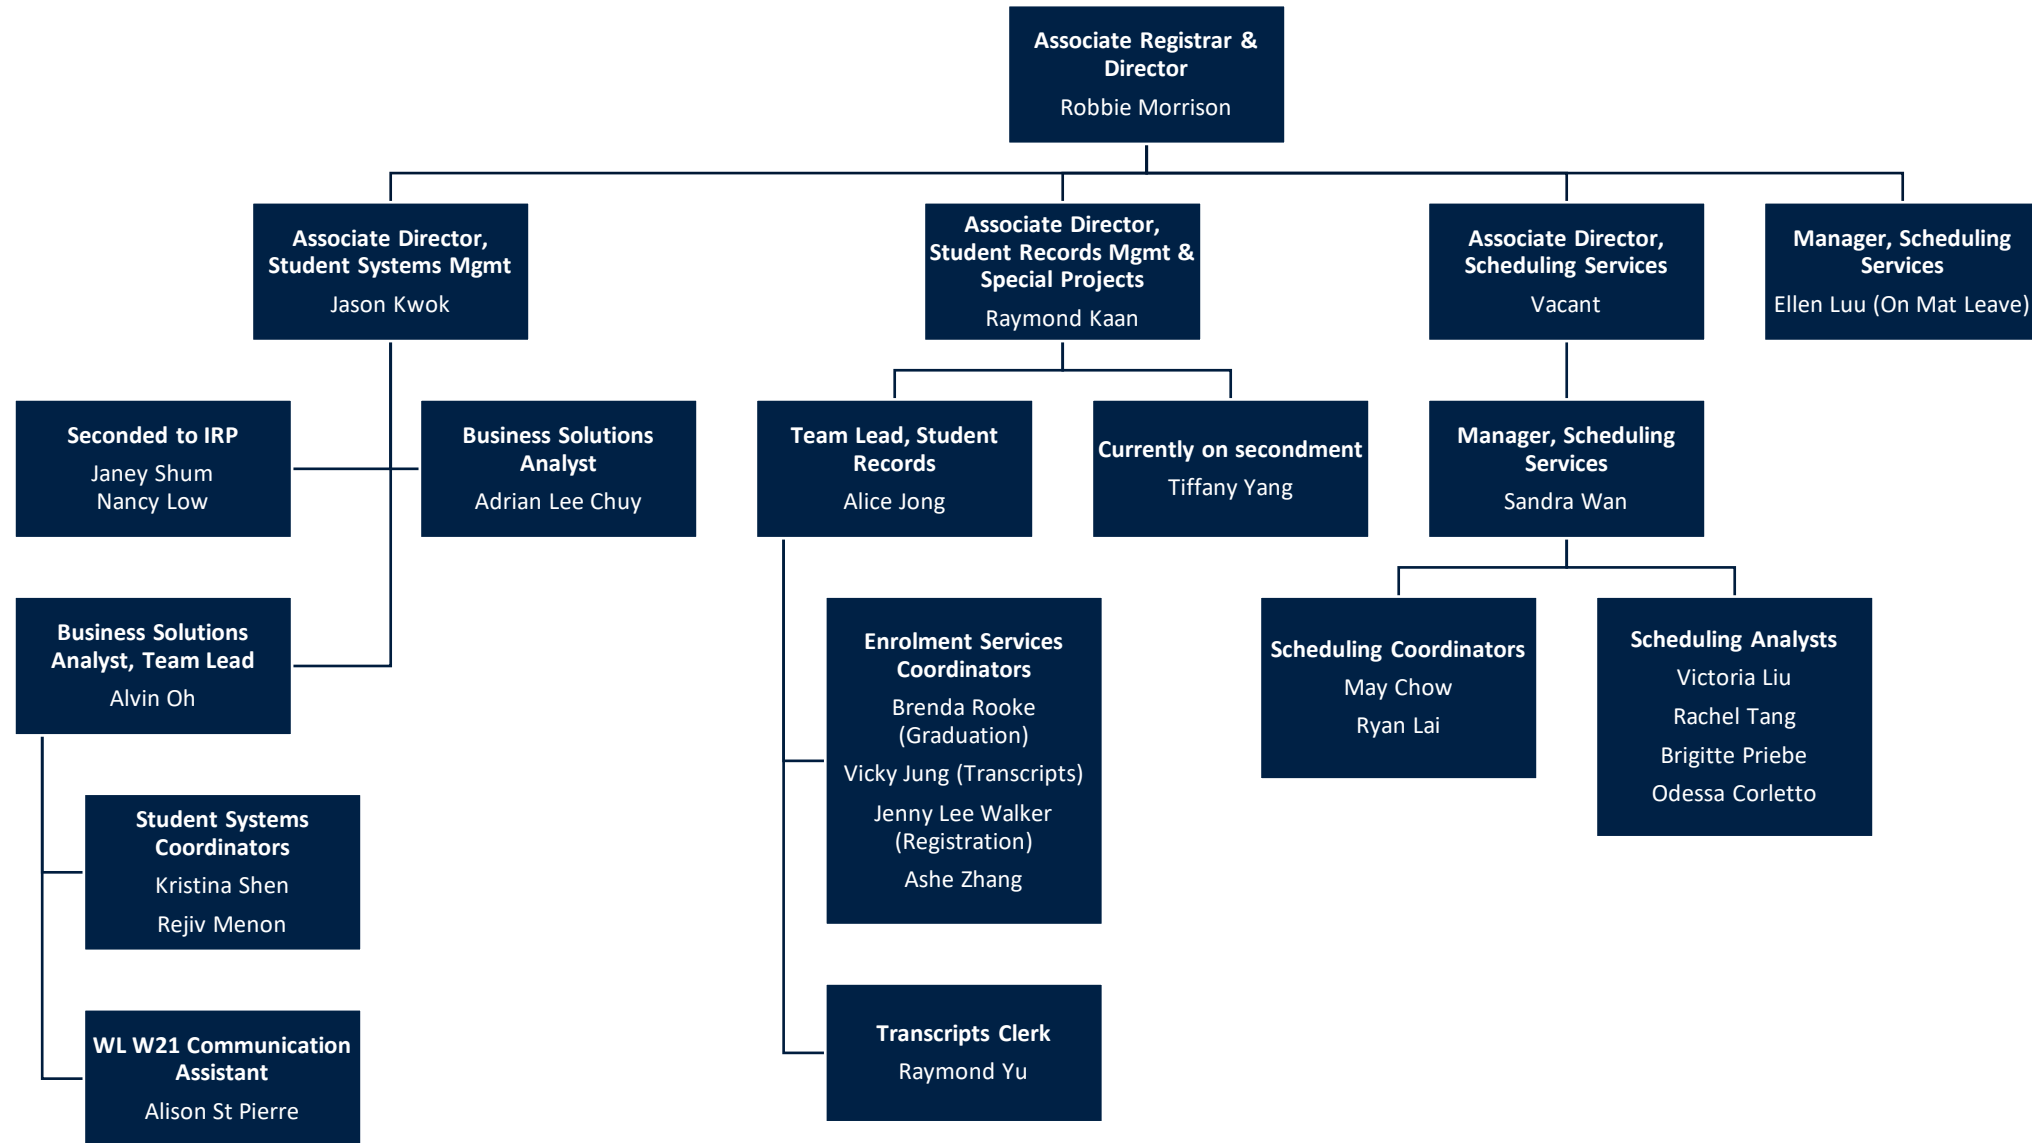 Associate Registrar &
Director
Robbie Morrison
Associate Director,
Student Systems Mgmt
Jason Kwok
Associate Director,
Student Records Mgmt &
Special Projects
Raymond Kaan
Associate Director,
Scheduling Services
Vacant
Manager, Scheduling
Services
Ellen Luu (On Mat Leave)
Seconded to IRP
Janey Shum
Nancy Low
Business Solutions
Analyst
Adrian Lee Chuy
Team Lead, Student
Records
Alice Jong
Currently on secondment
Tiffany Yang
Manager, Scheduling
Services
Sandra Wan
Business Solutions
Analyst, Team Lead
Alvin Oh
Enrolment Services
Coordinators
Brenda Rooke
(Graduation)
Vicky Jung (Transcripts)
Jenny Lee Walker
(Registration)
Ashe Zhang
Scheduling Coordinators
May Chow
Ryan Lai
Scheduling Analysts
Victoria Liu
Rachel Tang
Brigitte Priebe
Odessa Corletto
Student Systems
Coordinators
Kristina Shen
Rejiv Menon
WL W21 Communication
Assistant
Alison St Pierre
Transcripts Clerk
Raymond Yu